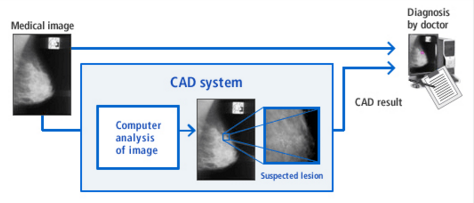 Medical image
Diagnosis
by doctor
CAD system
CAD result
Computer
analysis
of image
Suspected lesion